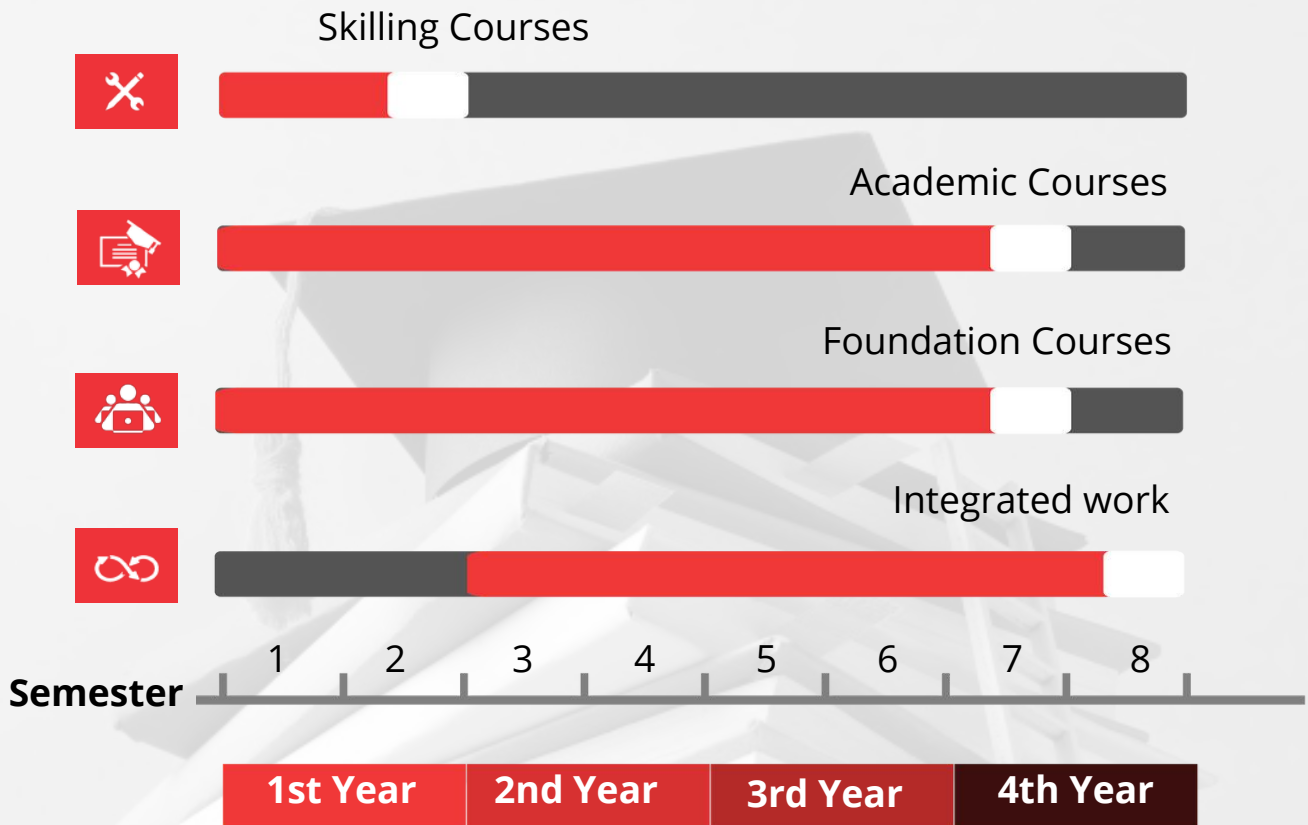 Skilling Courses
Academic Courses
Foundation Courses
Integrated work
1 2 3 4 5 6 7 8
Semester
1st Year 2nd Year 3rd Year 4th Year